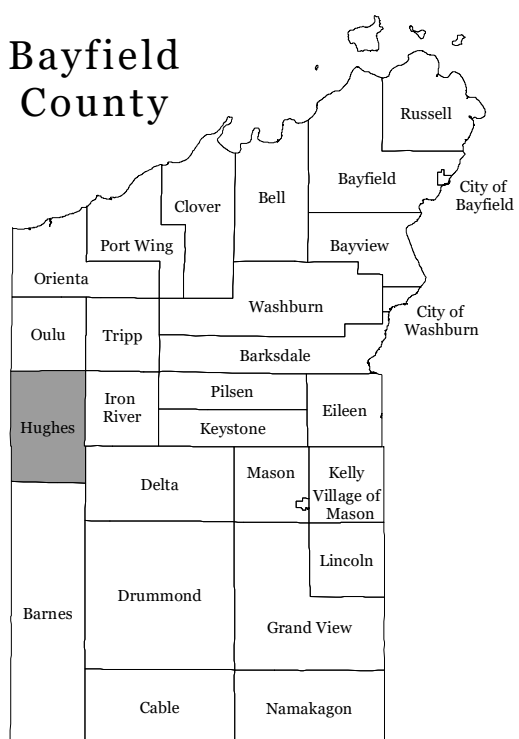 Bayfield
County
Russell
Bayfield
City of
Bayfield
Clover
Bell
Port Wing
Bayview
Orienta
Washburn
City of
Washburn
Oulu
Tripp
Barksdale
Iron
River
Pilsen
Eileen
Hughes
Keystone
Delta
Mason
Kelly
Village of
Mason
Lincoln
Drummond
Barnes
Grand View
Cable
Namakagon